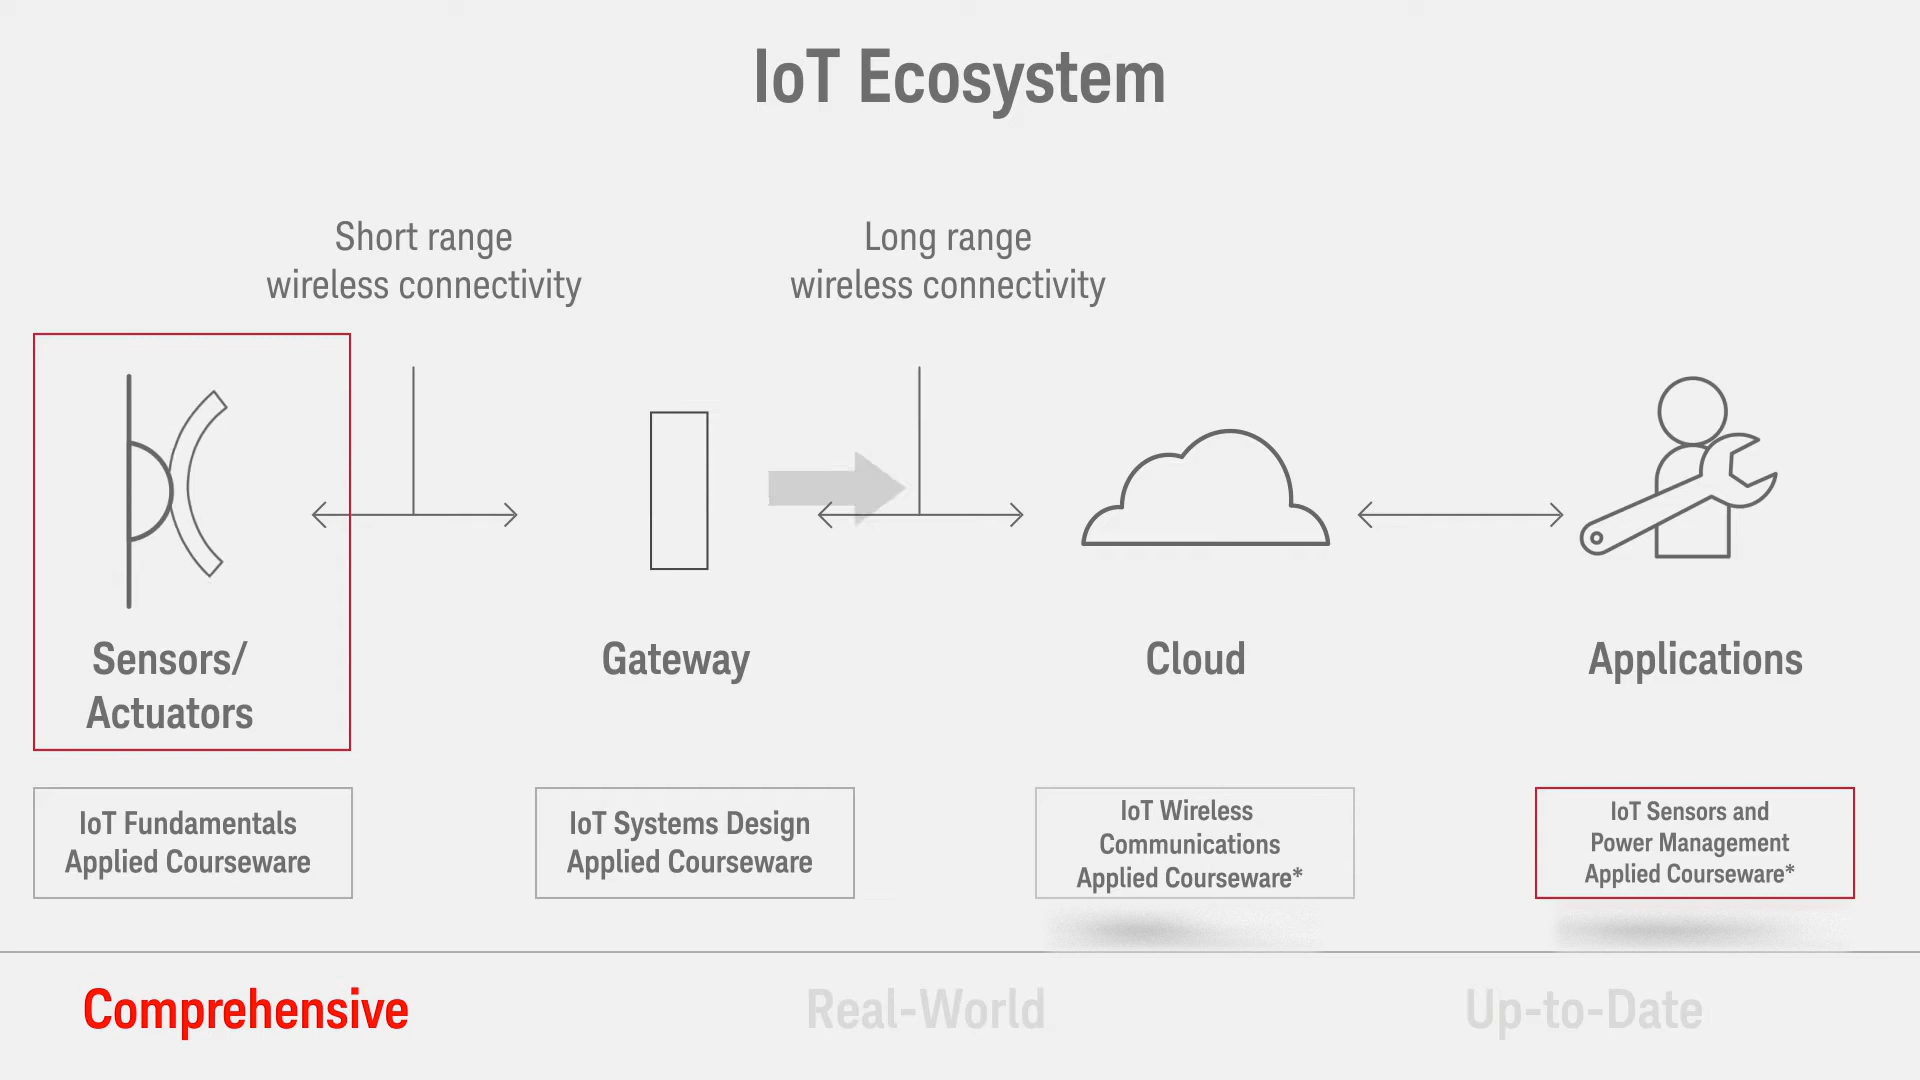 IoT Ecosystem
Short range
wireless connectivity
Long range
wireless connectivity
Sensors/
Actuators
Gateway
Cloud
Applications
IoT Fundamentals
Applied Courseware
IoT Systems Design
Applied Courseware
IoT Wireless
Communications
Applied Courseware*
IoT Sensors and
Power Management
Applied Courseware*
Comprehensive
Real-World
Up-to-Date